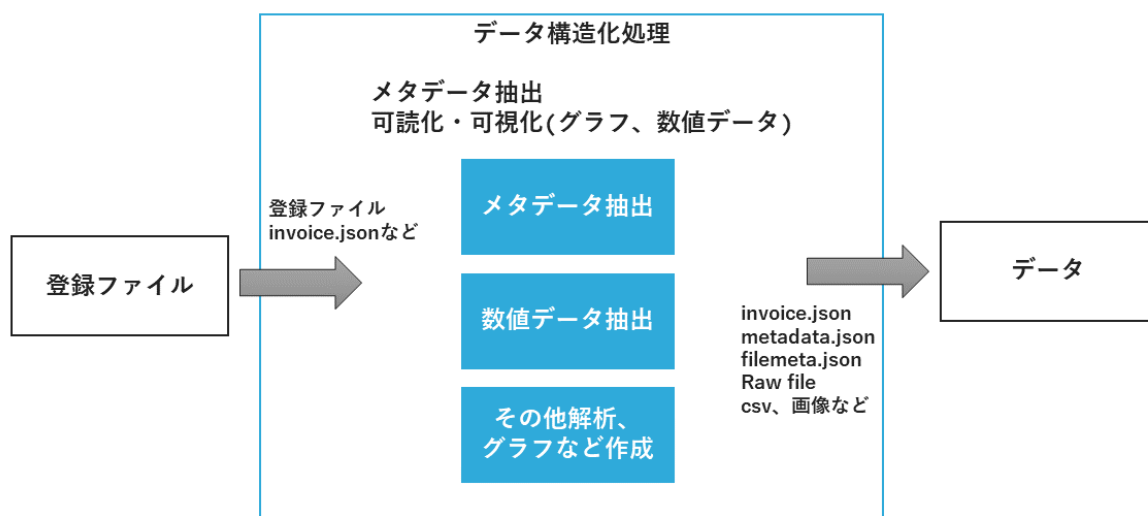 データ構造化処理
メタデータ抽出
可読化・可視化(グラフ、数値データ)
登録ファイル
登録ファイル
invoice.jsonなど
メタデータ抽出
数値データ抽出
その他解析、
グラフなど作成
invoice.json
metadata.json
filemeta.json
Raw file
csv、画像など
データ